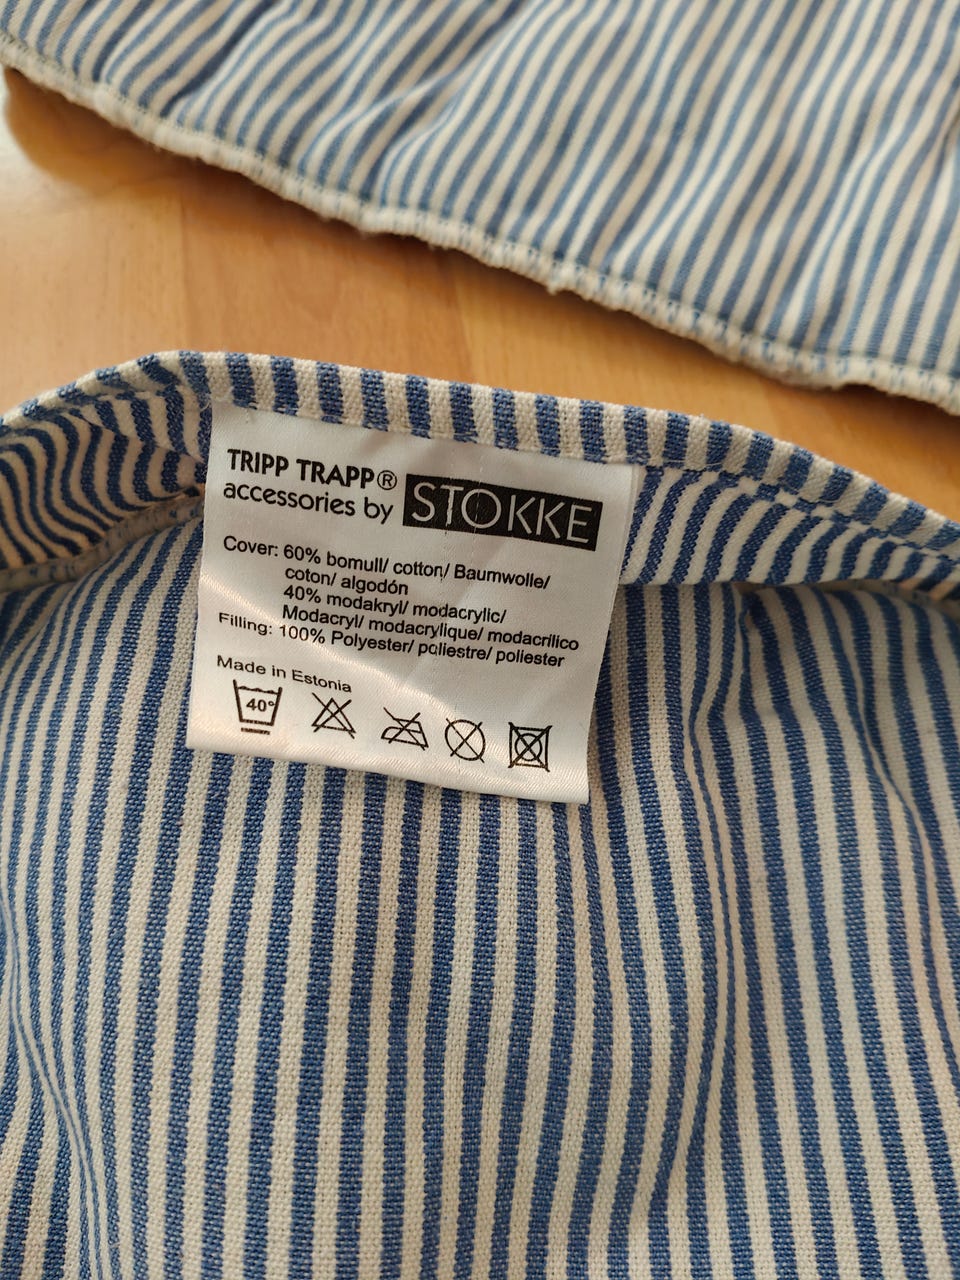 TRIPP TRAPP®
accessories by STOKKE
Cover: 60% bomull/ cotton/ Baumwolle/
coton/ algodón
40% modakryl/ modacrylic/
Modacryl/ modacrylique/ modacrílico
Filling: 100% Polyester/ poliestre/ poliester
Made in Estonia
40°